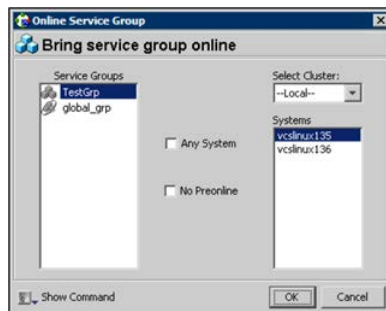 Online Service Group
Bring service group online
Service Groups
TestGrp
global_grp
Any System
No Preonline
Select Cluster:
--Local--
Systems
vcslinux135
vcslinux136
Show Command
OK
Cancel